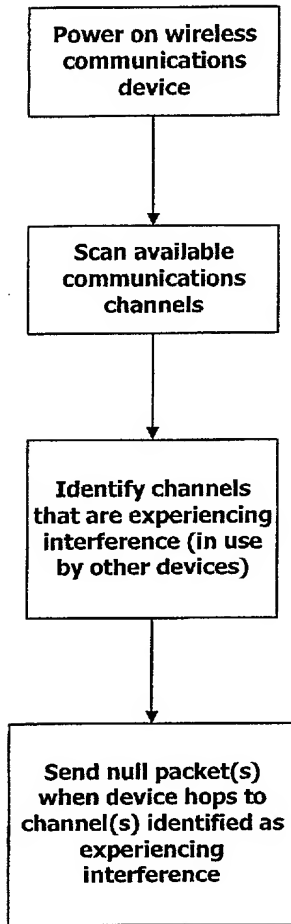 Power on wireless
communications
device
Scan available
communications
channels
Identify channels
that are experiencing
interference (in use
by other devices)
Send null packet(s)
when device hops to
channel(s) identified as
experiencing
interference